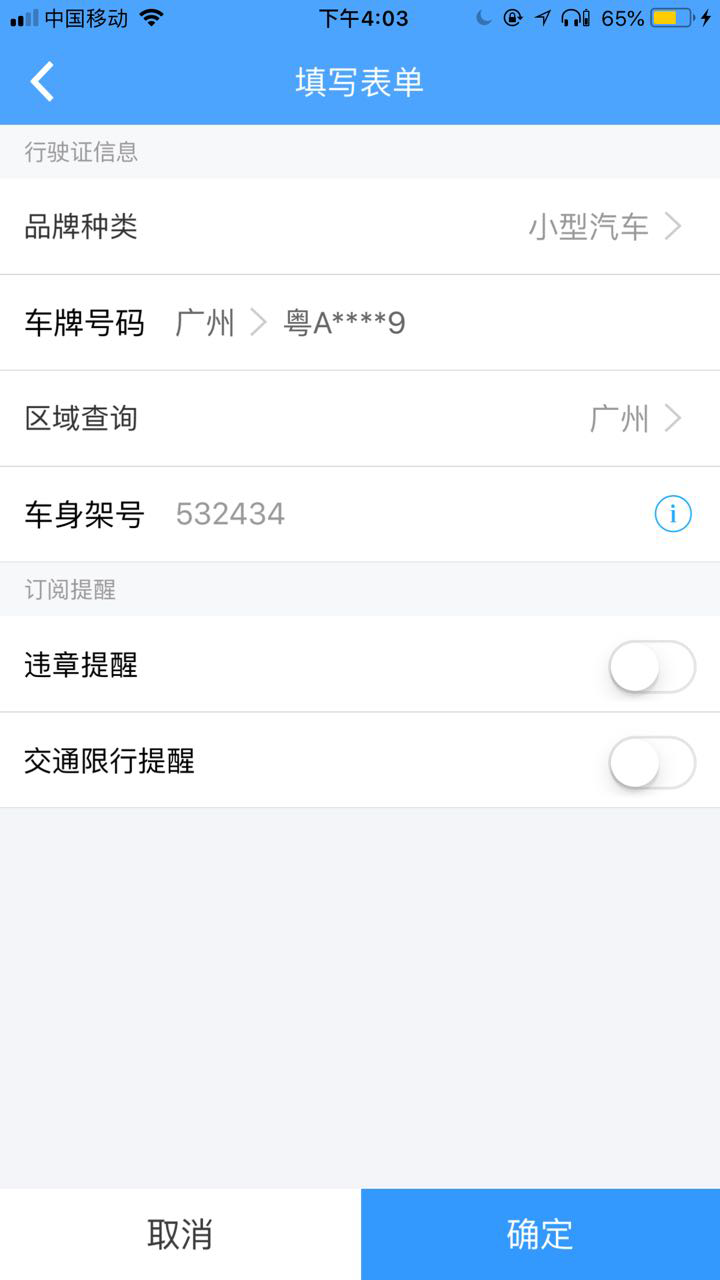 中国移动 下午4:03 65%
填写表单
行驶证信息
品牌种类 小型汽车
车牌号码 广州 粤A****9
区域查询 广州
车身架号 532434 i
订阅提醒
违章提醒
交通限行提醒
取消 确定